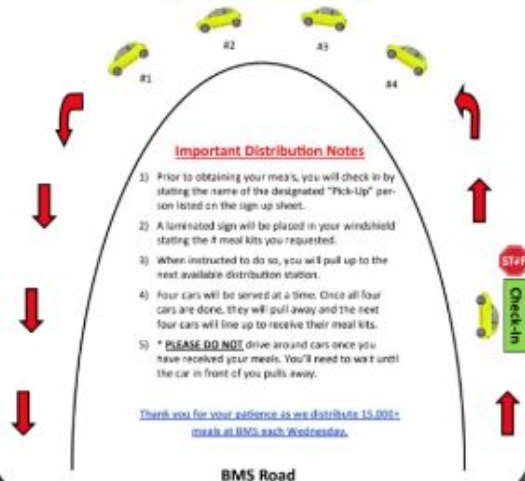 #2
#3
#1
#4
Important Distribution Notes
1) Prior to obtaining your meals, you will check in by
stating the name of the designated "Pick-Up" per-
son listed on the sign up sheet.
2) A laminated sign will be placed in your windshield
stating the # meal kits you requested.
3) When instructed to do so, you will pull up to the
next available distribution station.
4) Four cars will be served at a time. Once all four
cars are done, they will pull away and the next
four cars will line up to receive their meal kits.
5) * PLEASE DO NOT drive around cars once you
have received your meals. You'll need to wait until
the car in front of you pulls away.
STOP
Check-In
Thank you for your patience as we distribute 15,000+
meals at BMS each Wednesday.
BMS Road